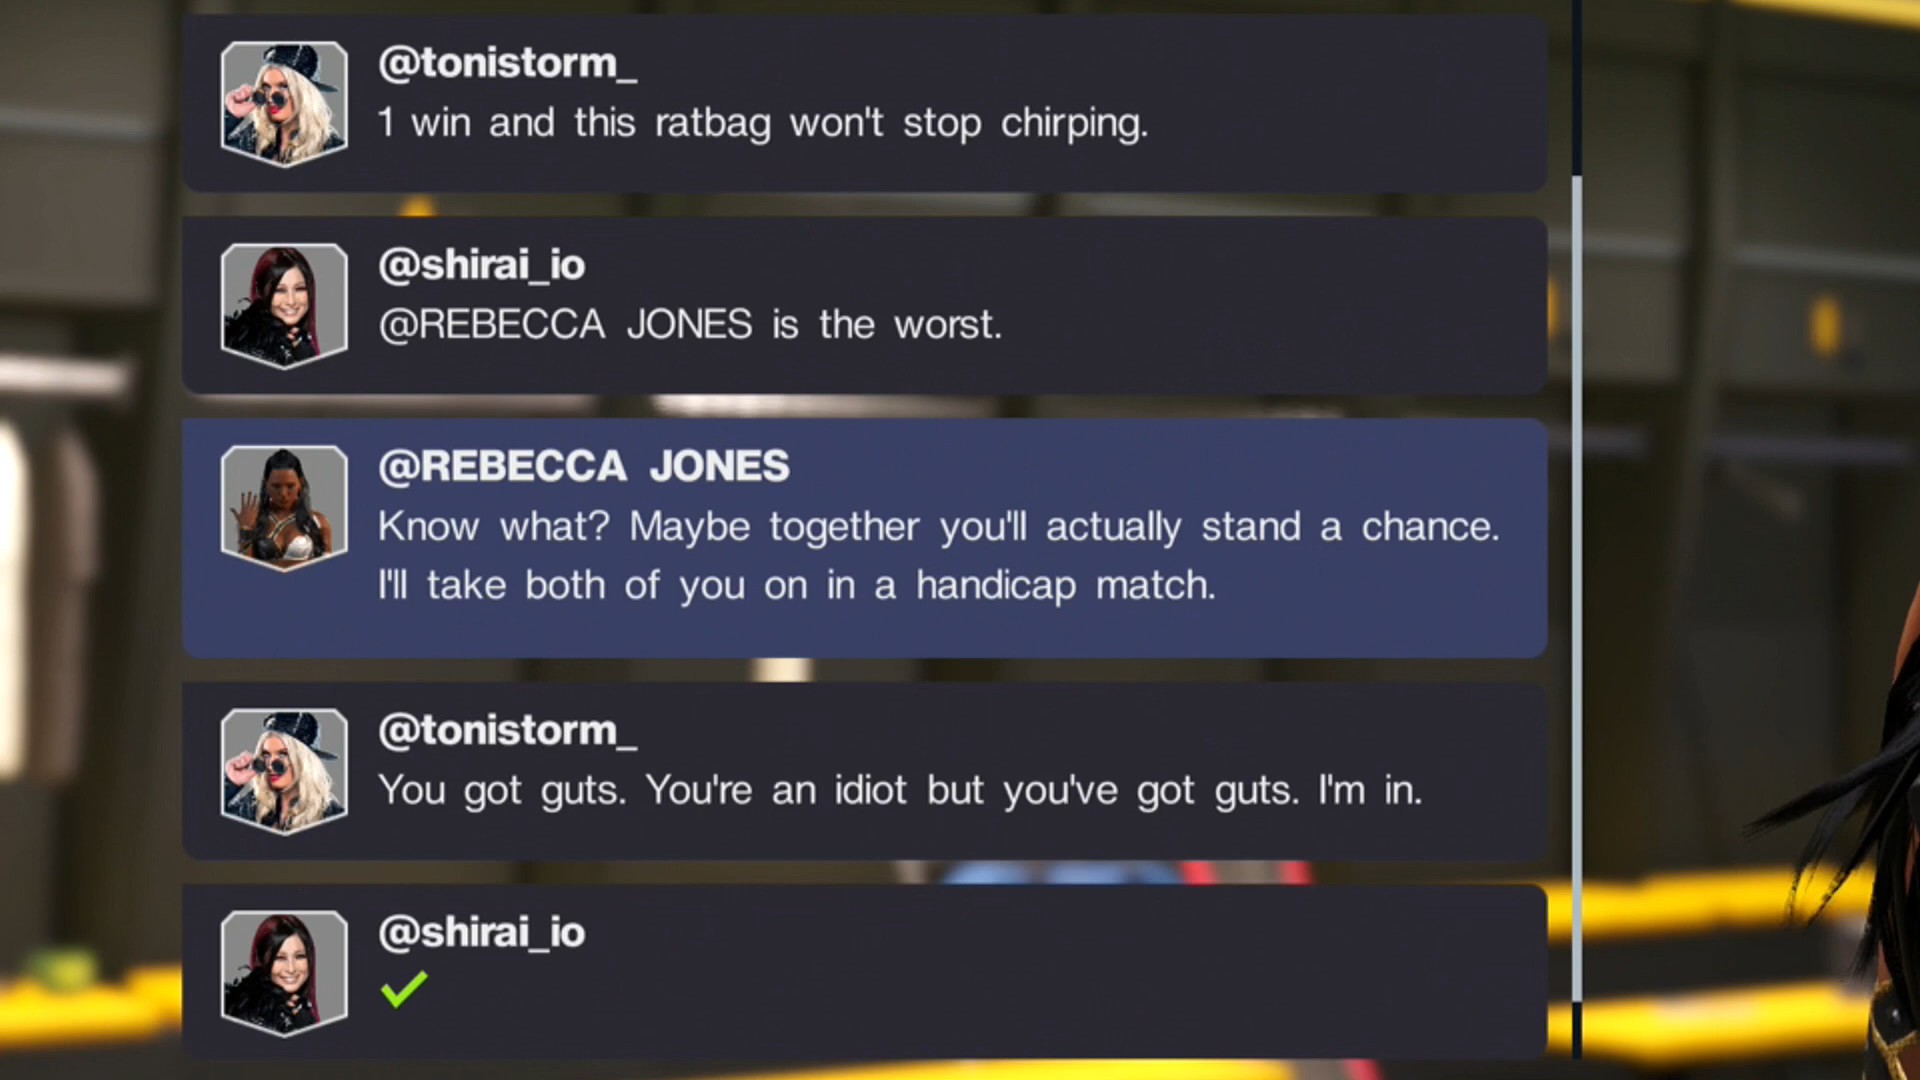 @tonistorm_
1 win and this ratbag won't stop chirping.
@shirai_io
@REBECCA JONES is the worst.
@REBECCA JONES
Know what? Maybe together you'll actually stand a chance.
I'll take both of you on in a handicap match.
@tonistorm_
You got guts. You're an idiot but you've got guts. I'm in.
@shirai_io
✓